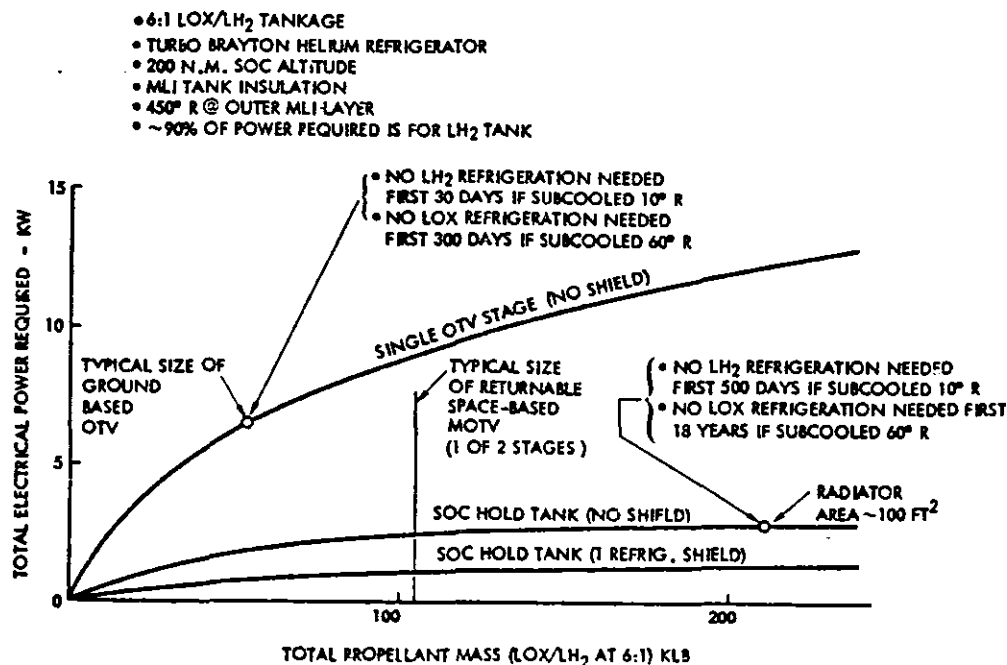 • 6:1 LOX/LH2 TANKAGE
• TURBO BRAYTON HELIUM REFRIGERATOR
• 200 N.M. SOC ALTITUDE
• MLI TANK INSULATION
• 450° R @ OUTER MLI LAYER
• ~90% OF POWER REQUIRED IS FOR LH2 TANK
• NO LH2 REFRIGERATION NEEDED
FIRST 30 DAYS IF SUBCOOLED 10° R
• NO LOX REFRIGERATION NEEDED
FIRST 300 DAYS IF SUBCOOLED 60° R
15
10
5
0
TOTAL ELECTRICAL POWER REQUIRED - KW
SINGLE OTV STAGE (NO SHIELD)
TYPICAL SIZE OF
GROUND
BASED
OTV
TYPICAL SIZE
OF RETURNABLE
SPACE-BASED
MOTV
(1 OF 2 STAGES)
• NO LH2 REFRIGERATION NEEDED
FIRST 500 DAYS IF SUBCOOLED 10° R
• NO LOX REFRIGERATION NEEDED FIRST
18 YEARS IF SUBCOOLED 60° R
RADIATOR
AREA ~100 FT2
SOC HOLD TANK (NO SHIELD)
SOC HOLD TANK (1 REFRIG. SHIELD)
100
200
TOTAL PROPELLANT MASS (LOX/LH2 AT 6:1) KLB